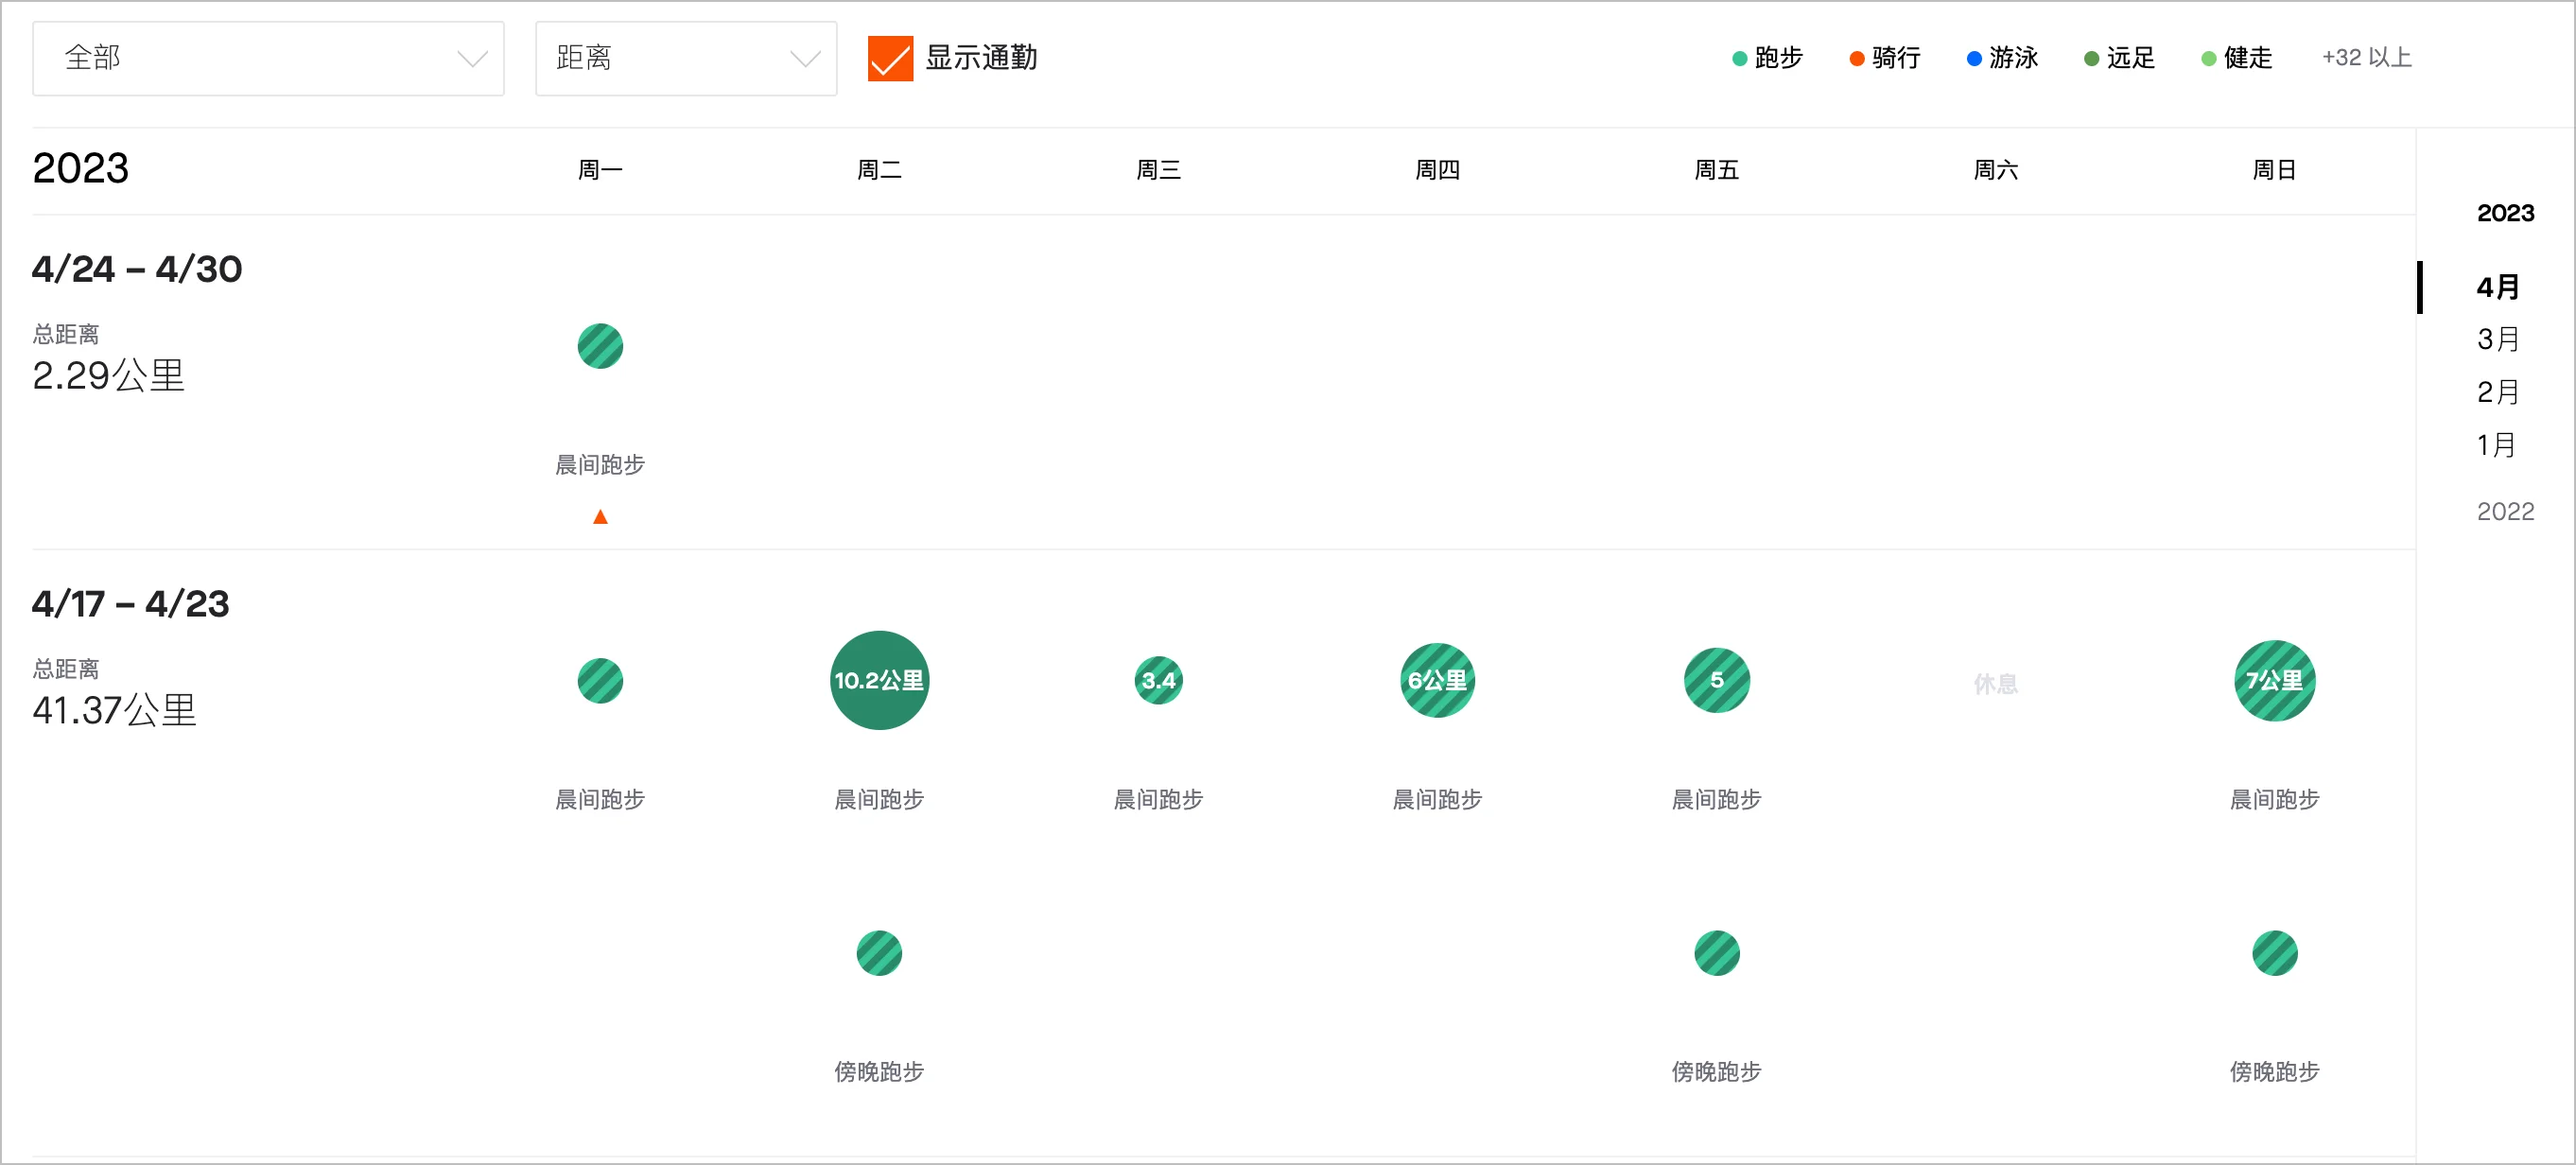 全部
距离
显示通勤
跑步
骑行
游泳
远足
健走
+32 以上
2023
周一
周二
周三
周四
周五
周六
周日
2023
4月
3月
2月
1月
2022
4/24 – 4/30
总距离
2.29公里
晨间跑步
4/17 – 4/23
总距离
41.37公里
10.2公里
3.4
6公里
5
休息
7公里
晨间跑步
晨间跑步
晨间跑步
晨间跑步
晨间跑步
晨间跑步
傍晚跑步
傍晚跑步
傍晚跑步